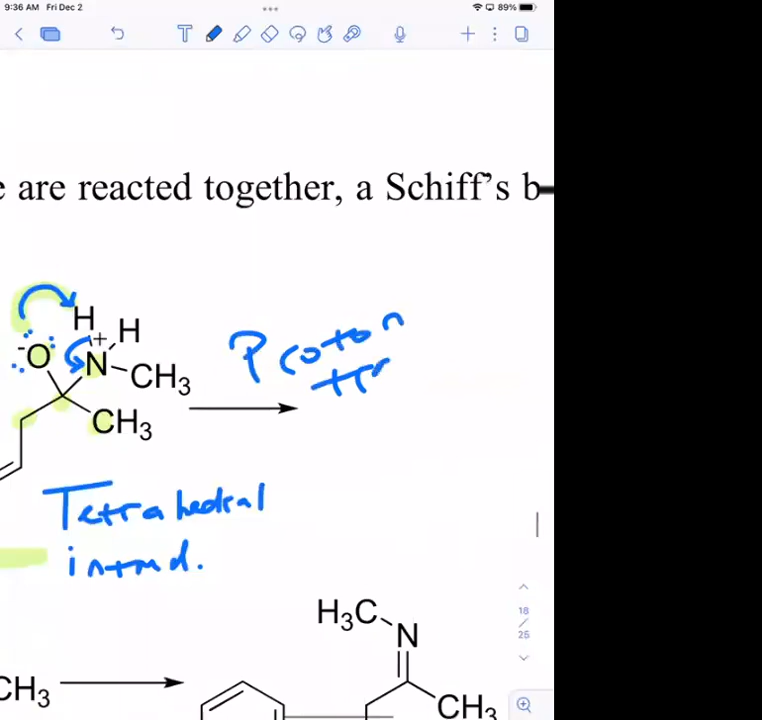 9:36 AM Fri Dec 2
89%
T
e are reacted together, a Schiff's b
H
H
+
-O
N
CH3
CH3
Proton
tr
Tetrahedral
intmd.
18
/
25
H3C
N
CH3
CH3